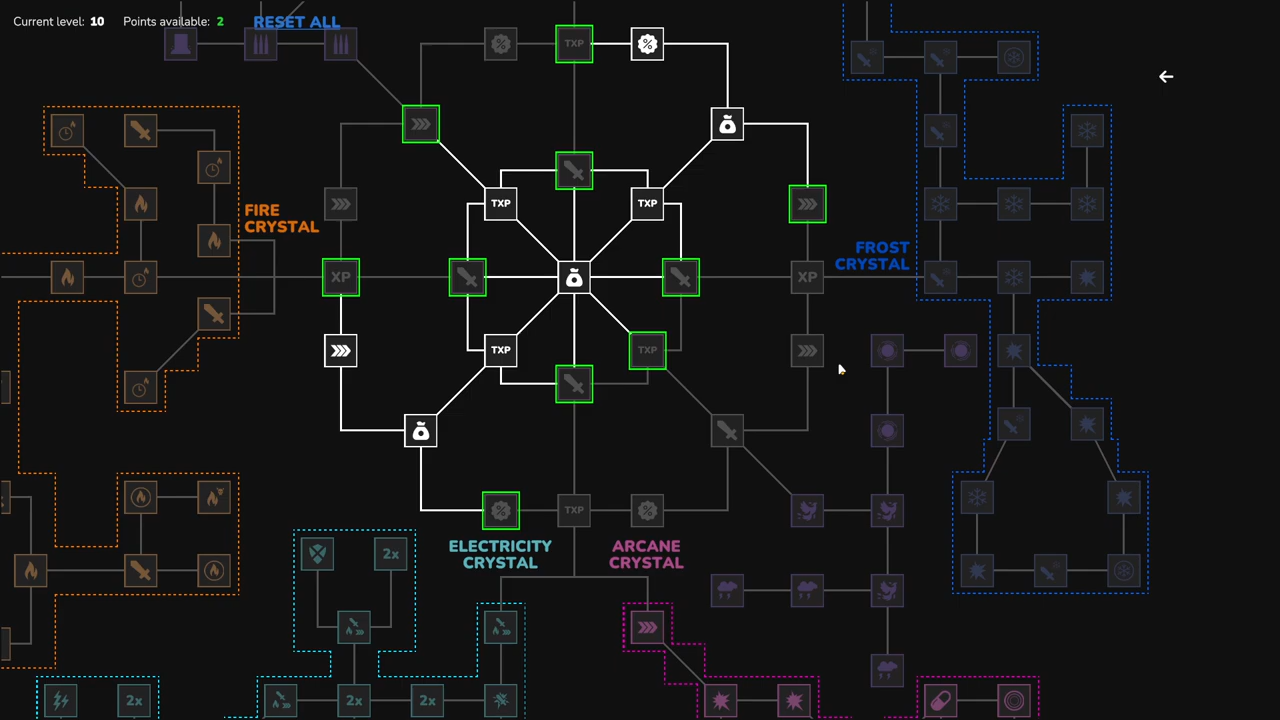 Current level: 10 Points available: 2
RESET ALL
TXP
TXP
TXP
FIRE
CRYSTAL
FROST
CRYSTAL
XP
XP
TXP
TXP
TXP
ELECTRICITY
CRYSTAL
ARCANE
CRYSTAL
2x
2x
2x
2x